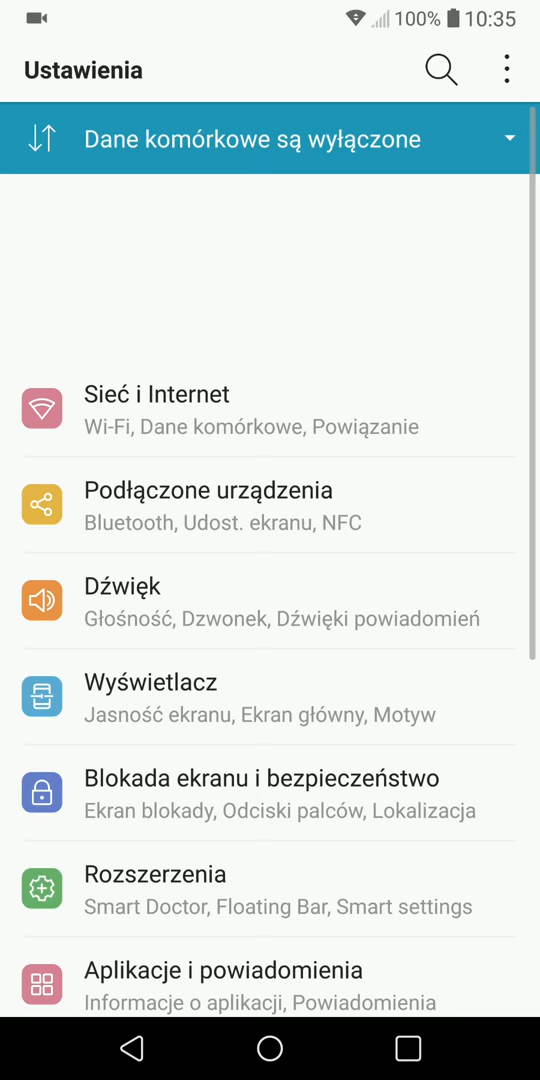 100% 10:35
Ustawienia
Dane komórkowe są wyłączone
Sieć i Internet
Wi-Fi, Dane komórkowe, Powiązanie
Podłączone urządzenia
Bluetooth, Udost. ekranu, NFC
Dźwięk
Głośność, Dzwonek, Dźwięki powiadomień
Wyświetlacz
Jasność ekranu, Ekran główny, Motyw
Blokada ekranu i bezpieczeństwo
Ekran blokady, Odciski palców, Lokalizacja
Rozszerzenia
Smart Doctor, Floating Bar, Smart settings
Aplikacje i powiadomienia
Informacje o aplikacji, Powiadomienia